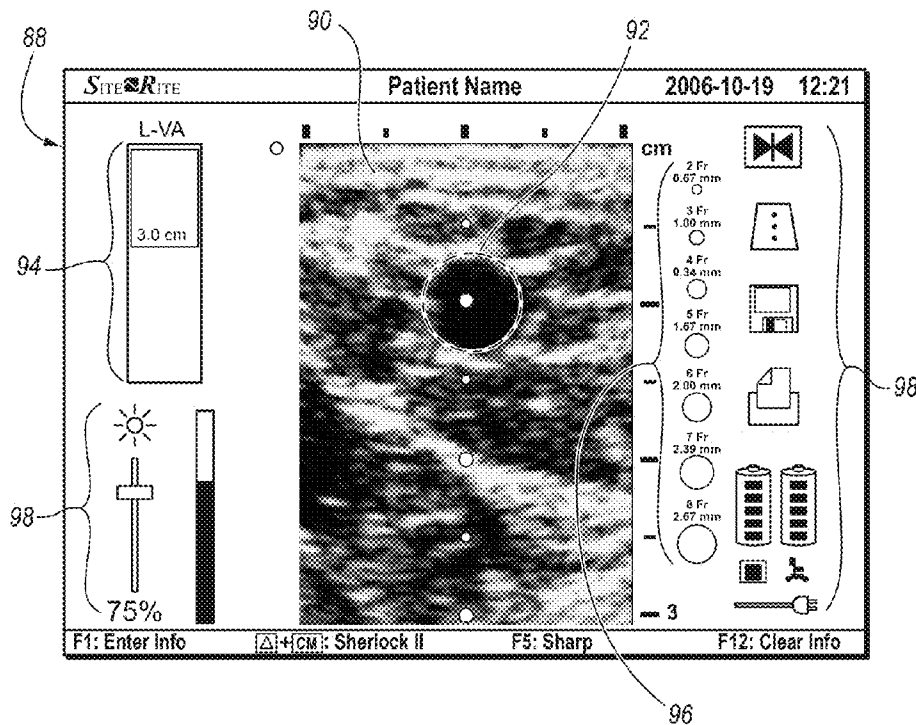 90
92
88
SITE RITE
Patient Name
2006-10-19 12:21
L-VA
cm
3.0 cm
94
2 Fr
0.67 mm
3 Fr
1.00 mm
4 Fr
0.34 mm
5 Fr
1.67 mm
6 Fr
2.00 mm
7 Fr
2.39 mm
8 Fr
2.67 mm
98
98
75%
3
F1: Enter Info
△+CM: Sherlock II
F5: Sharp
F12: Clear Info
96